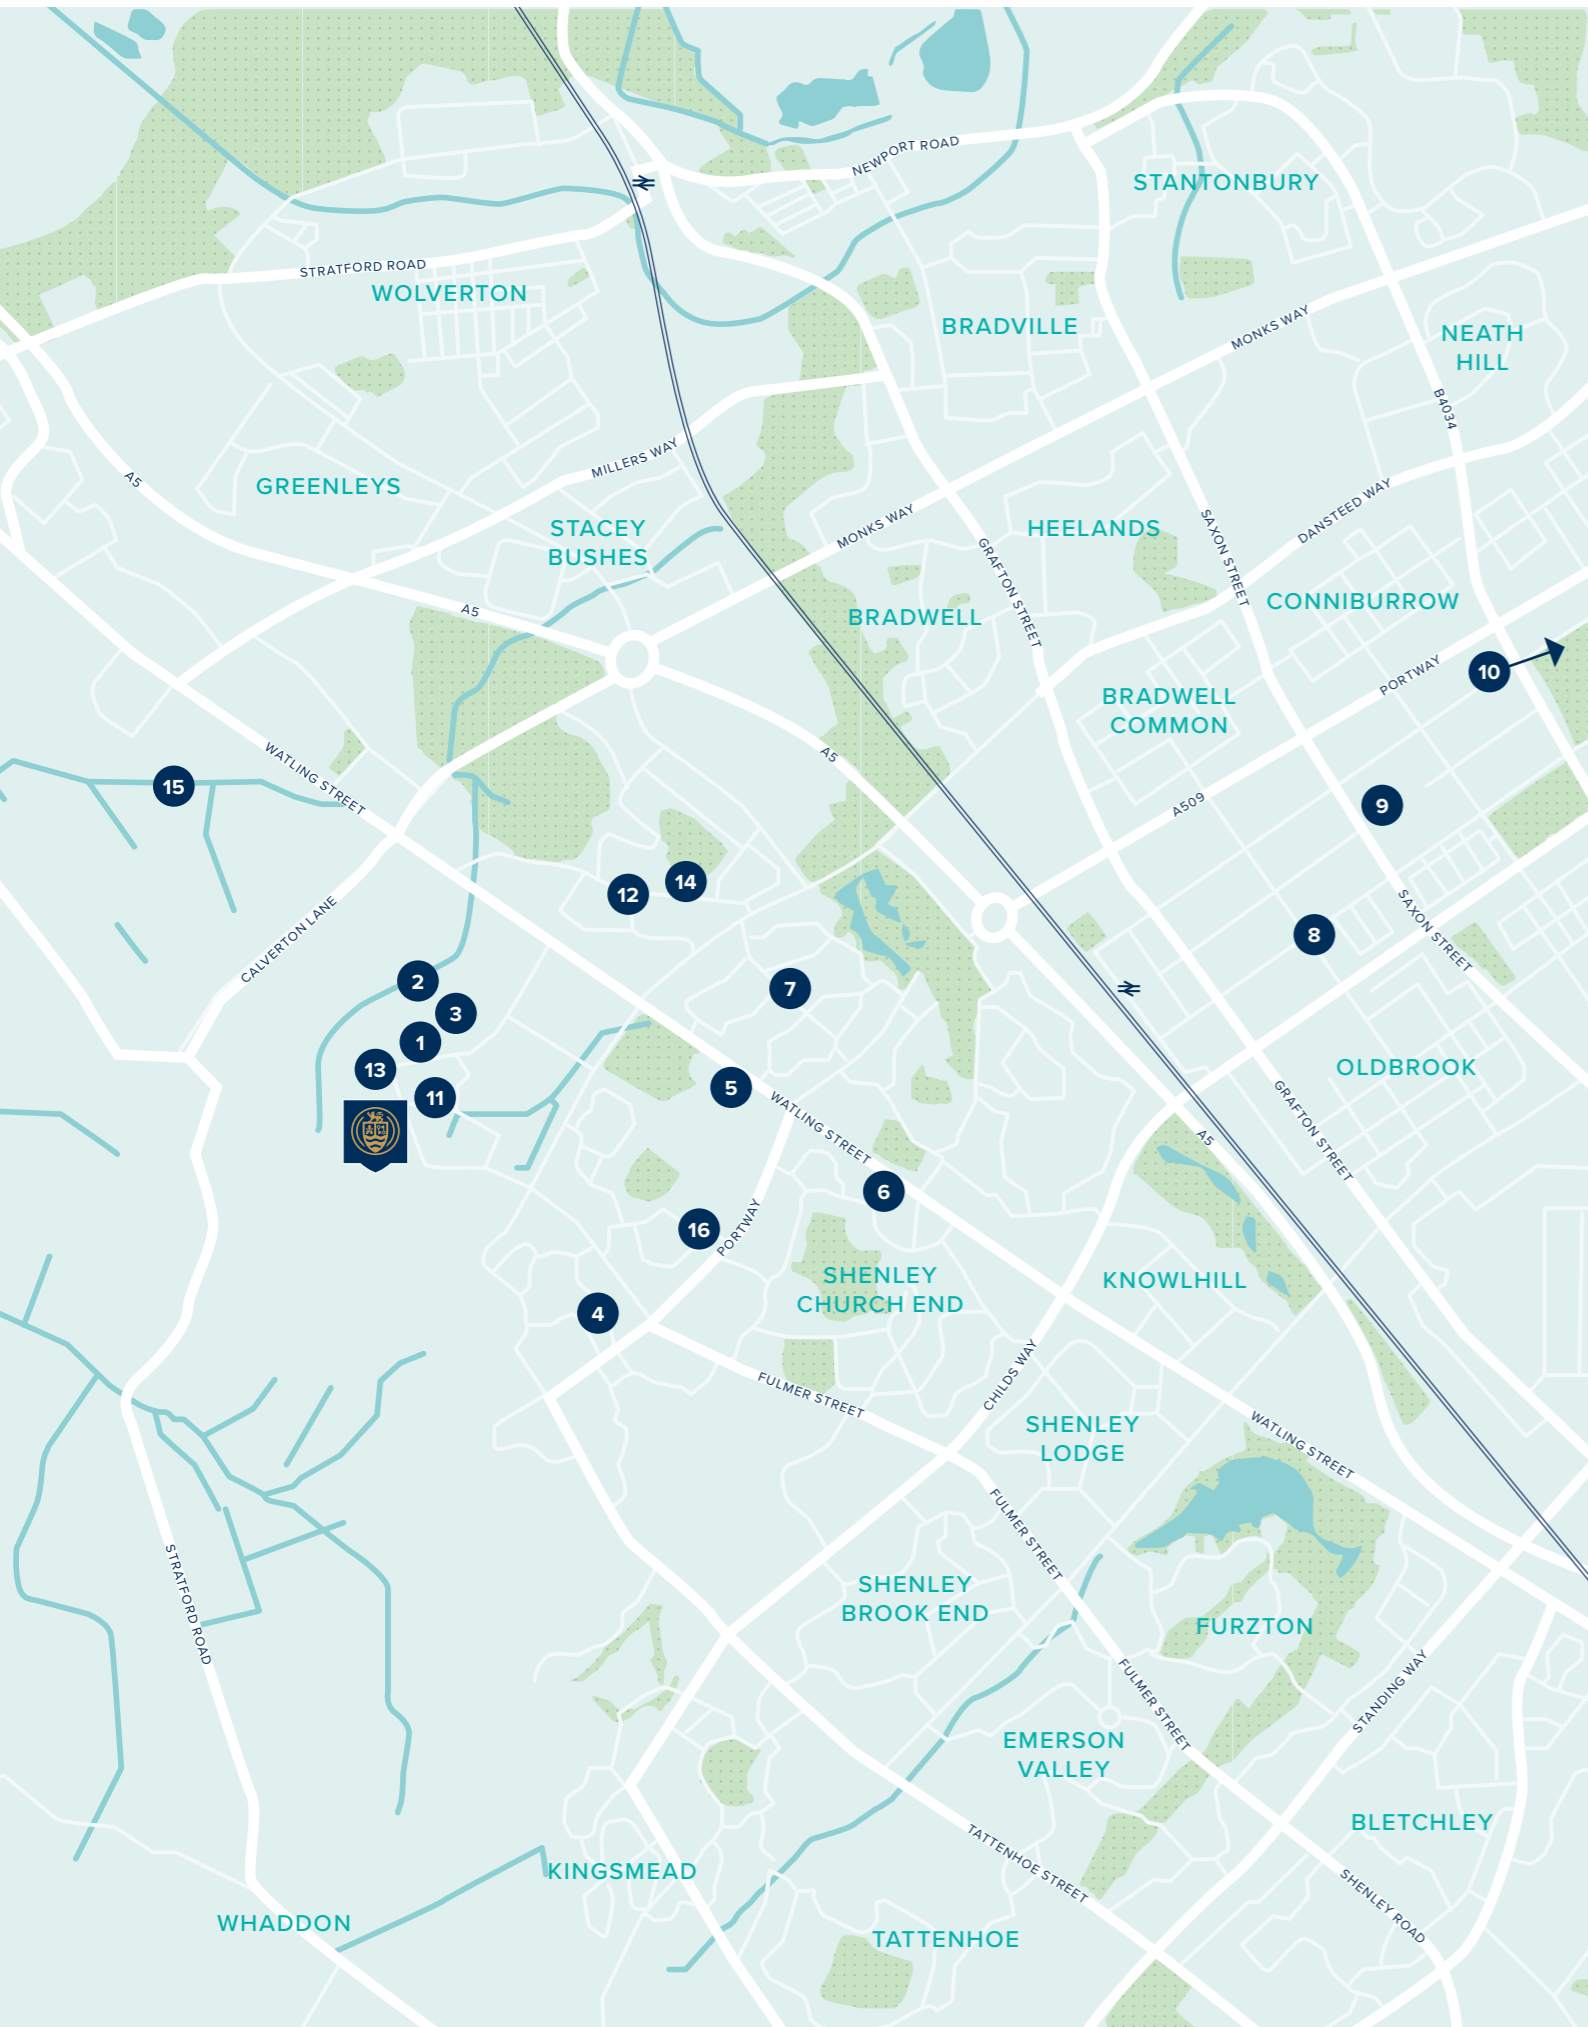 NEWPORT ROAD
STANTONBURY
STRATFORD ROAD
WOLVERTON
BRADVILLE
MONKS WAY
NEATH
HILL
B4034
A5
GREENLEYS
MILLERS WAY
STACEY
BUSHES
MONKS WAY
GRAFTON STREET
HEELANDS
SAXON STREET
DANSTEED WAY
CONNIBURROW
A5
BRADWELL
PORTWAY
10
BRADWELL
COMMON
WATLING STREET
15
A5
A509
9
12
14
CALVERTON LANE
8
SAXON STREET
2
3
7
1
13
11
5
OLDBROOK
WATLING STREET
GRAFTON STREET
A5
6
16
PORTWAY
SHENLEY
CHURCH END
KNOWLHILL
4
FULMER STREET
CHILDS WAY
SHENLEY
LODGE
WATLING STREET
FULMER STREET
STRATFORD ROAD
SHENLEY
BROOK END
FURZTON
FULMER STREET
STANDING WAY
EMERSON
VALLEY
TATTENHOE STREET
BLETCHLEY
KINGSMEAD
SHENLEY ROAD
WHADDON
TATTENHOE